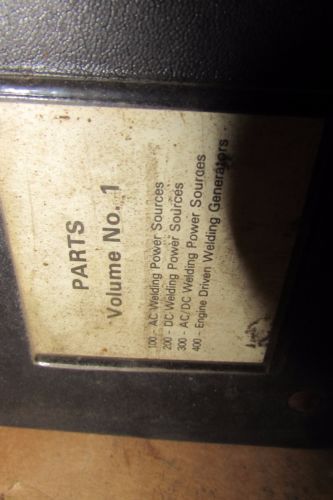 PARTS
Volume No. 1
100 - AC Welding Power Sources
200 - DC Welding Power Sources
300 - AC/DC Welding Power Sources
400 - Engine Driven Welding Generators